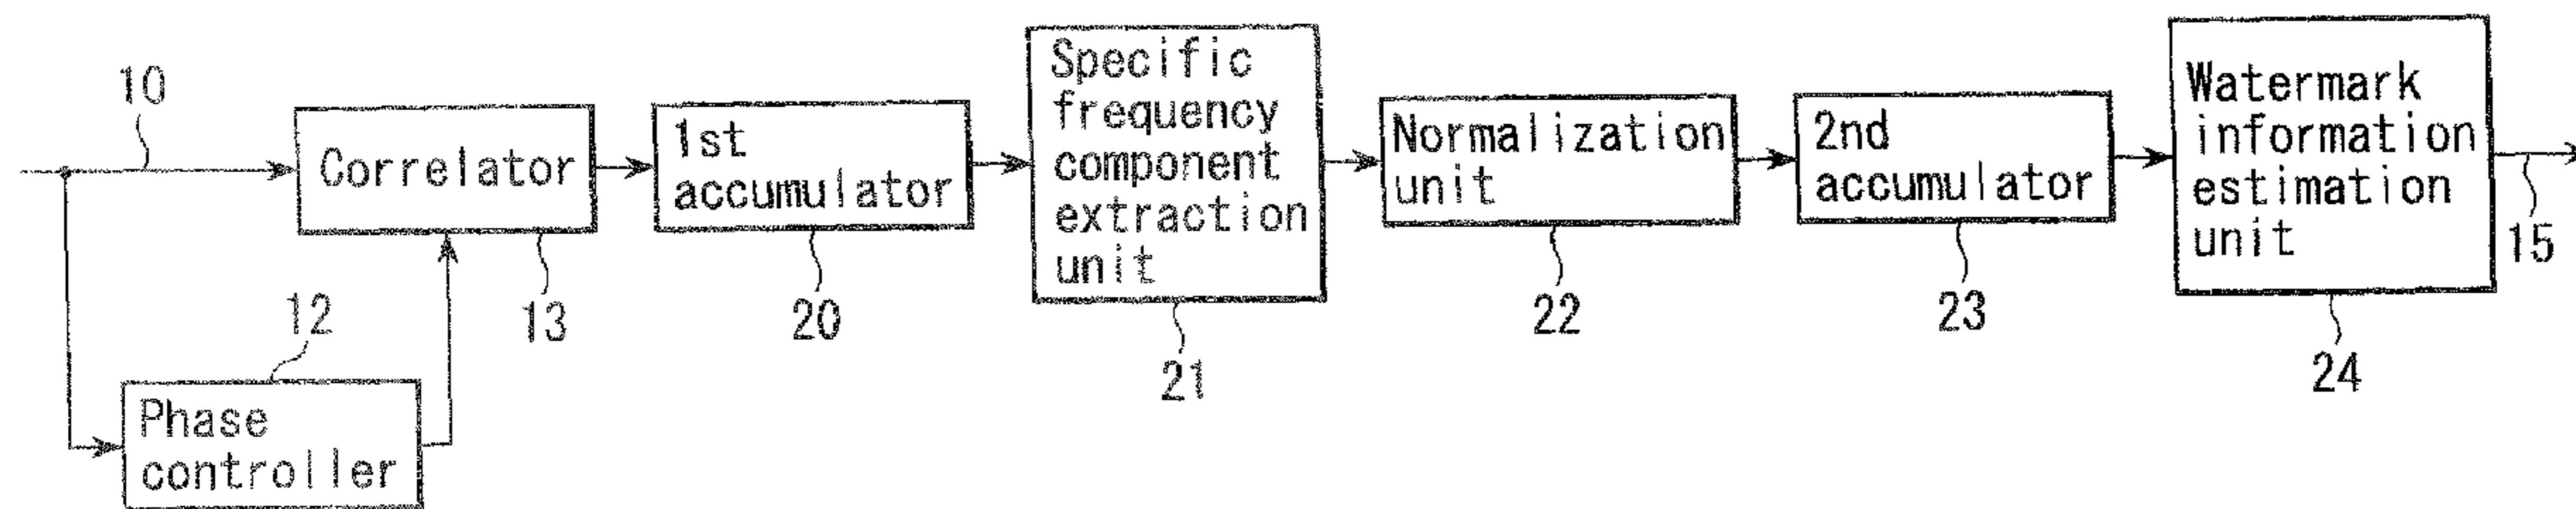 10
Correlator
13
1st
accumulator
20
Specific
frequency
component
extraction
unit
21
Normalization
unit
22
2nd
accumulator
23
Watermark
information
estimation
unit
24
15
12
Phase
controller